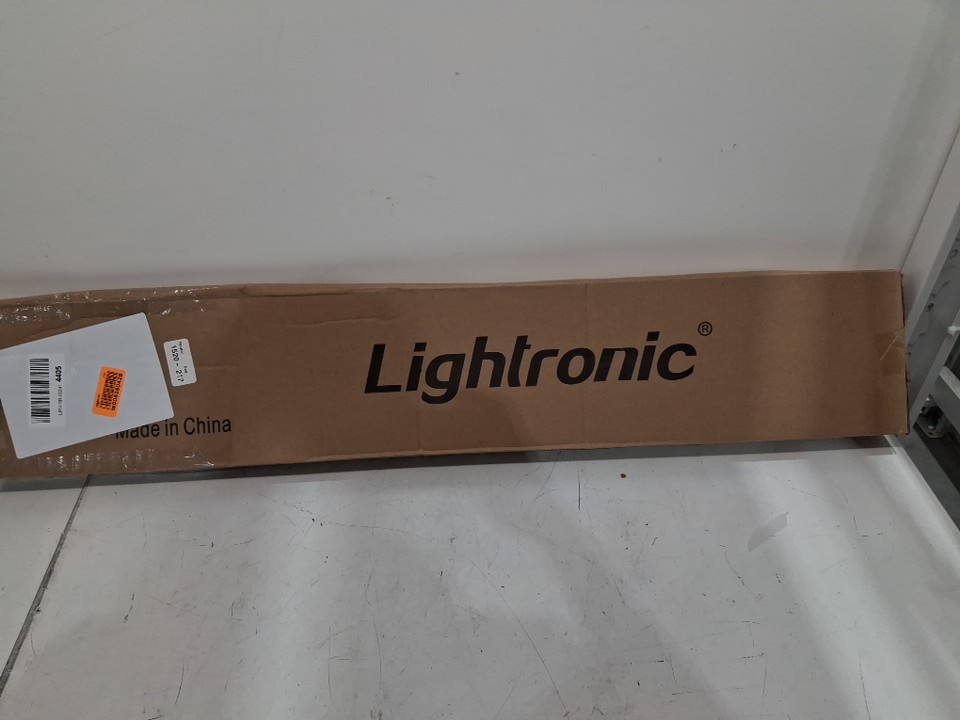 Lightronic®
1520 - 217
4405
Made in China